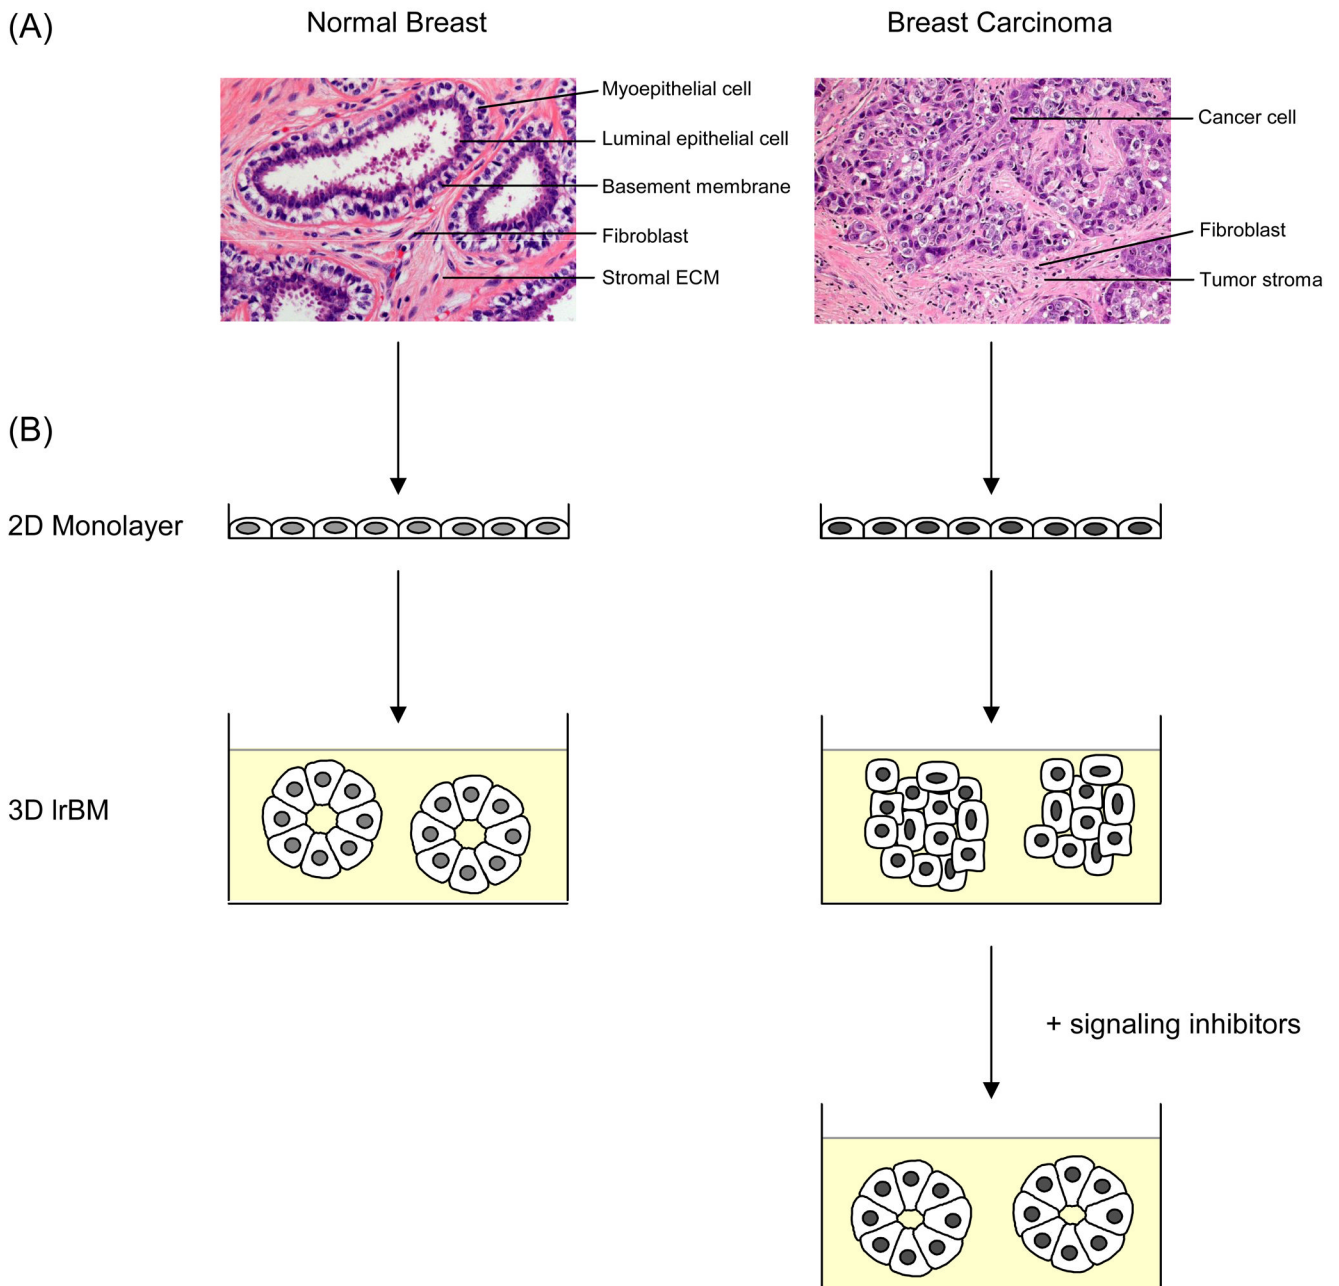 (A)
Normal Breast
Breast Carcinoma
Myoepithelial cell
Luminal epithelial cell
Basement membrane
Fibroblast
Stromal ECM
Cancer cell
Fibroblast
Tumor stroma
(B)
2D Monolayer
3D lrBM
+ signaling inhibitors